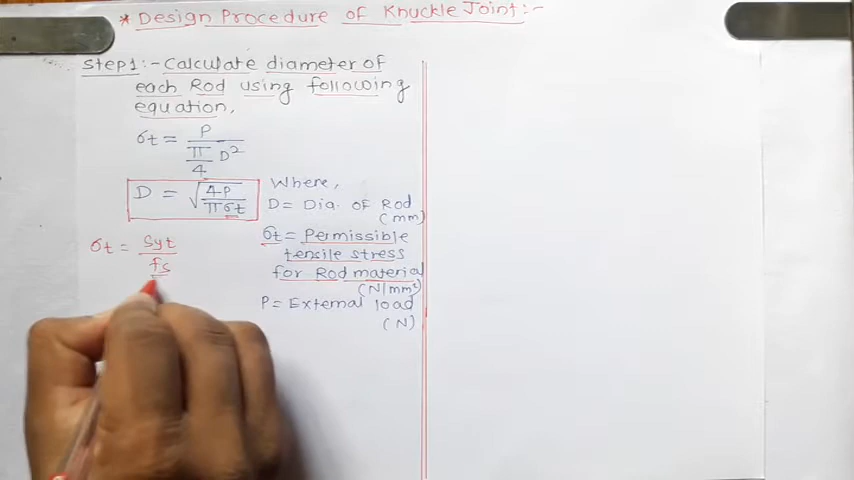 * Design Procedure of Knuckle Joint:-
Step1:- Calculate diameter of
each Rod using following
equation,
σt = P / (π/4 D²)
D = √(4P / πσt)
Where,
D = Dia. of Rod
(mm)
σt = Permissible
tensile stress
for Rod material
(N/mm²)
P = External load
(N)
σt = Syt / fs